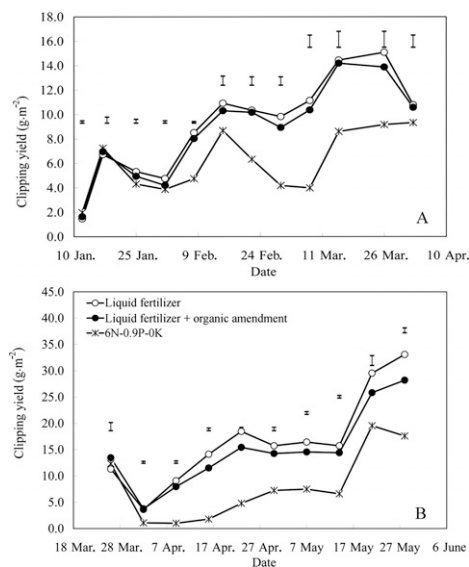 18.0
16.0
14.0
12.0
10.0
8.0
6.0
4.0
2.0
0.0
Clipping yield (g·m⁻²)
A
10 Jan. 25 Jan. 9 Feb. 24 Feb. 11 Mar. 26 Mar. 10 Apr.
Date
45.0
40.0
35.0
30.0
25.0
20.0
15.0
10.0
5.0
0.0
Clipping yield (g·m⁻²)
Liquid fertilizer
Liquid fertilizer + organic amendment
6N-0.9P-0K
B
18 Mar. 28 Mar. 7 Apr. 17 Apr. 27 Apr. 7 May 17 May 27 May 6 June
Date